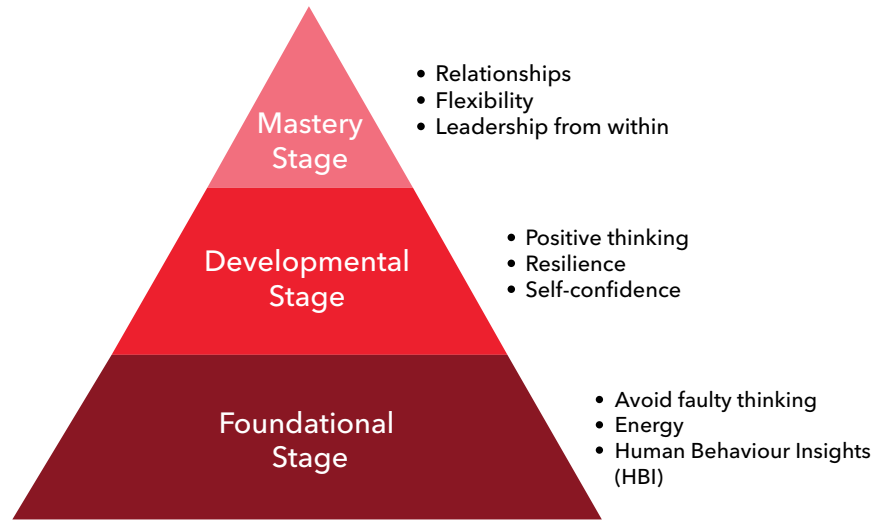 Mastery
Stage
• Relationships
• Flexibility
• Leadership from within
Developmental
Stage
• Positive thinking
• Resilience
• Self-confidence
Foundational
Stage
• Avoid faulty thinking
• Energy
• Human Behaviour Insights
(HBI)